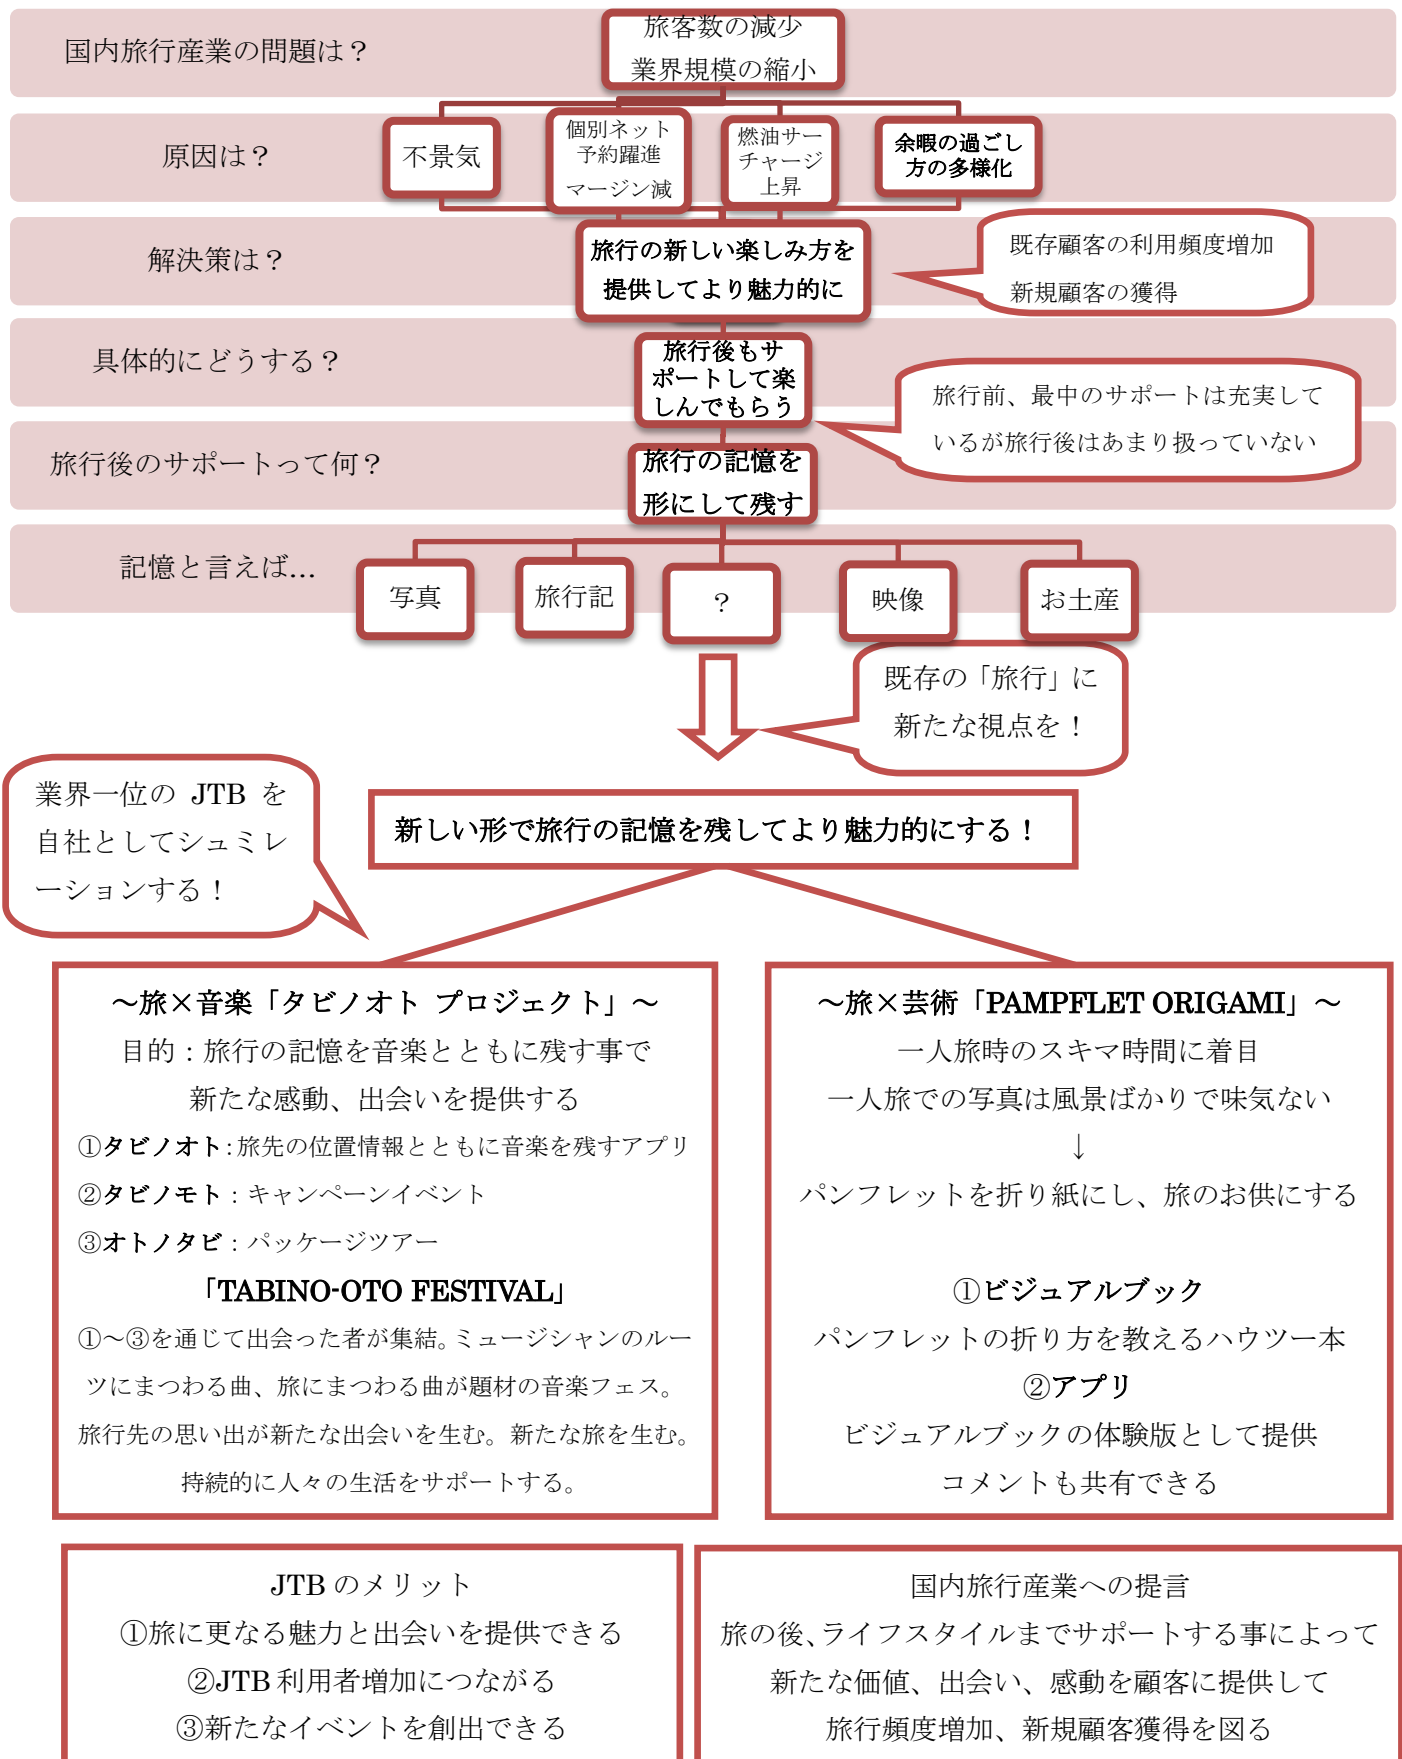 国内旅行産業の問題は？
旅客数の減少
業界規模の縮小
原因は？
不景気
個別ネット
予約躍進
マージン減
燃油サー
チャージ
上昇
余暇の過ごし
方の多様化
解決策は？
旅行の新しい楽しみ方を
提供してより魅力的に
既存顧客の利用頻度増加
新規顧客の獲得
具体的にどうする？
旅行後もサ
ポートして楽
しんでもらう
旅行前、最中のサポートは充実して
いるが旅行後はあまり扱っていない
旅行後のサポートって何？
旅行の記憶を
形にして残す
記憶と言えば…
写真
旅行記
？
映像
お土産
既存の「旅行」に
新たな視点を！
業界一位の JTB を
自社としてシュミレ
ーションする！
新しい形で旅行の記憶を残してより魅力的にする！
～旅×音楽「タビノオト プロジェクト」～
目的：旅行の記憶を音楽とともに残す事で
新たな感動、出会いを提供する
①タビノオト：旅先の位置情報とともに音楽を残すアプリ
②タビノモト：キャンペーンイベント
③オトノタビ：パッケージツアー
「TABINO-OTO FESTIVAL」
①～③を通じて出会った者が集結。ミュージシャンのルー
ツにまつわる曲、旅にまつわる曲が題材の音楽フェス。
旅行先の思い出が新たな出会いを生む。新たな旅を生む。
持続的に人々の生活をサポートする。
～旅×芸術「PAMPFLET ORIGAMI」～
一人旅時のスキマ時間に着目
一人旅での写真は風景ばかりで味気ない
↓
パンフレットを折り紙にし、旅のお供にする
①ビジュアルブック
パンフレットの折り方を教えるハウツー本
②アプリ
ビジュアルブックの体験版として提供
コメントも共有できる
JTB のメリット
①旅に更なる魅力と出会いを提供できる
②JTB 利用者増加につながる
③新たなイベントを創出できる
国内旅行産業への提言
旅の後、ライフスタイルまでサポートする事によって
新たな価値、出会い、感動を顧客に提供して
旅行頻度増加、新規顧客獲得を図る